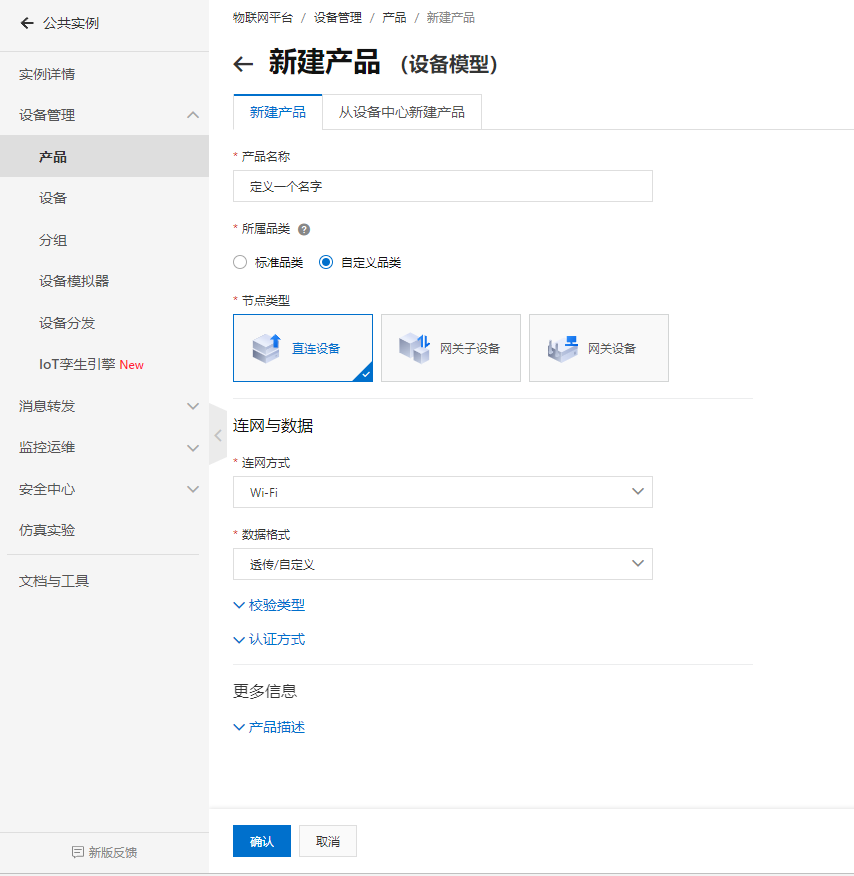 公共实例
实例详情
设备管理
产品
设备
分组
设备模拟器
设备分发
IoT孪生引擎 New
消息转发
监控运维
安全中心
仿真实验
文档与工具
新版反馈
物联网平台 / 设备管理 / 产品 / 新建产品
新建产品 （设备模型）
新建产品 从设备中心新建产品
* 产品名称
定义一个名字
* 所属品类 ?
标准品类 自定义品类
* 节点类型
直连设备 网关子设备 网关设备
连网与数据
* 连网方式
Wi-Fi
* 数据格式
透传/自定义
校验类型
认证方式
更多信息
产品描述
确认 取消